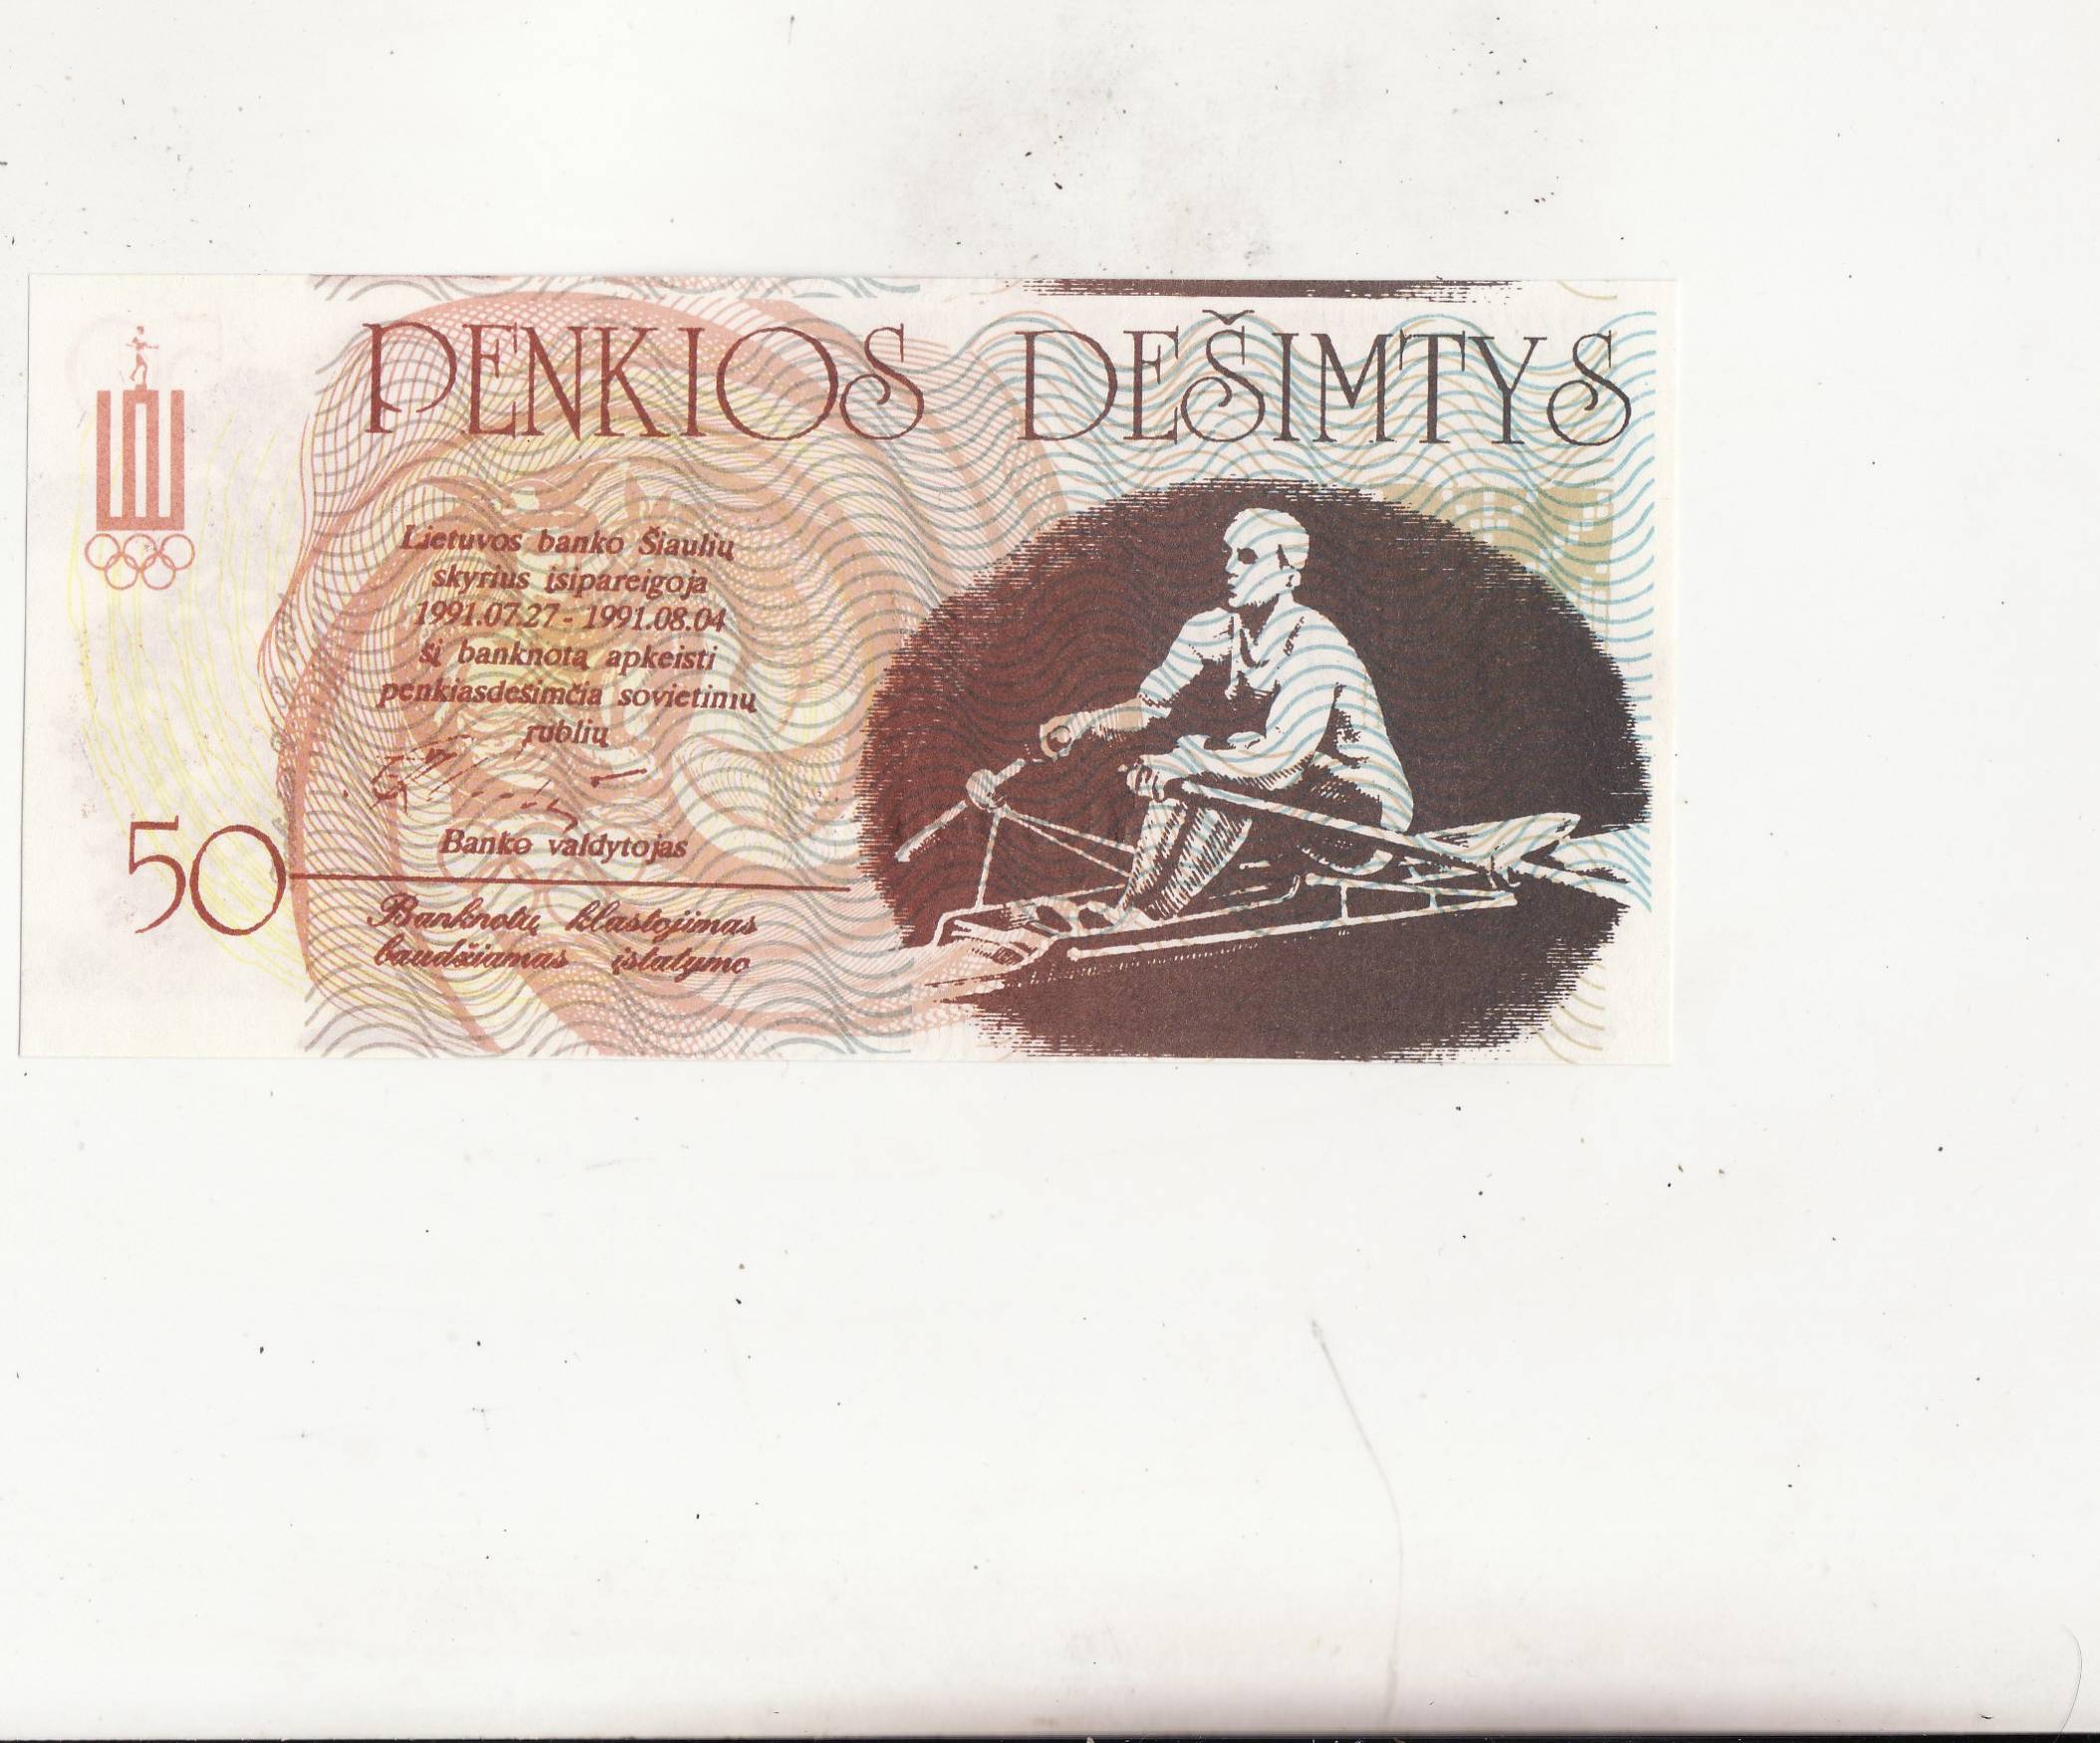 PENKIOS DEŠIMTYS
Lietuvos banko Šiaulių
skyrius įsipareigoja
1991.07.27 - 1991.08.04
šį banknotą apkeisti
penkiasdešimčia sovietinių
rublių
Banko valdytojas
50
Banknotų klastojimas
baudžiamas įstatymo